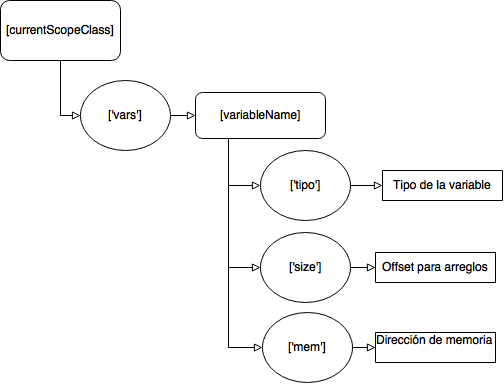 [currentScopeClass]
['vars']
[variableName]
['tipo']
Tipo de la variable
['size']
Offset para arreglos
['mem']
Dirección de memoria